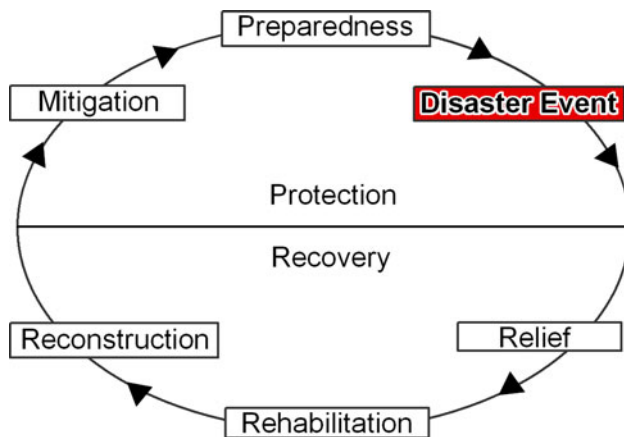 Preparedness
Mitigation
Disaster Event
Protection
Recovery
Reconstruction
Relief
Rehabilitation